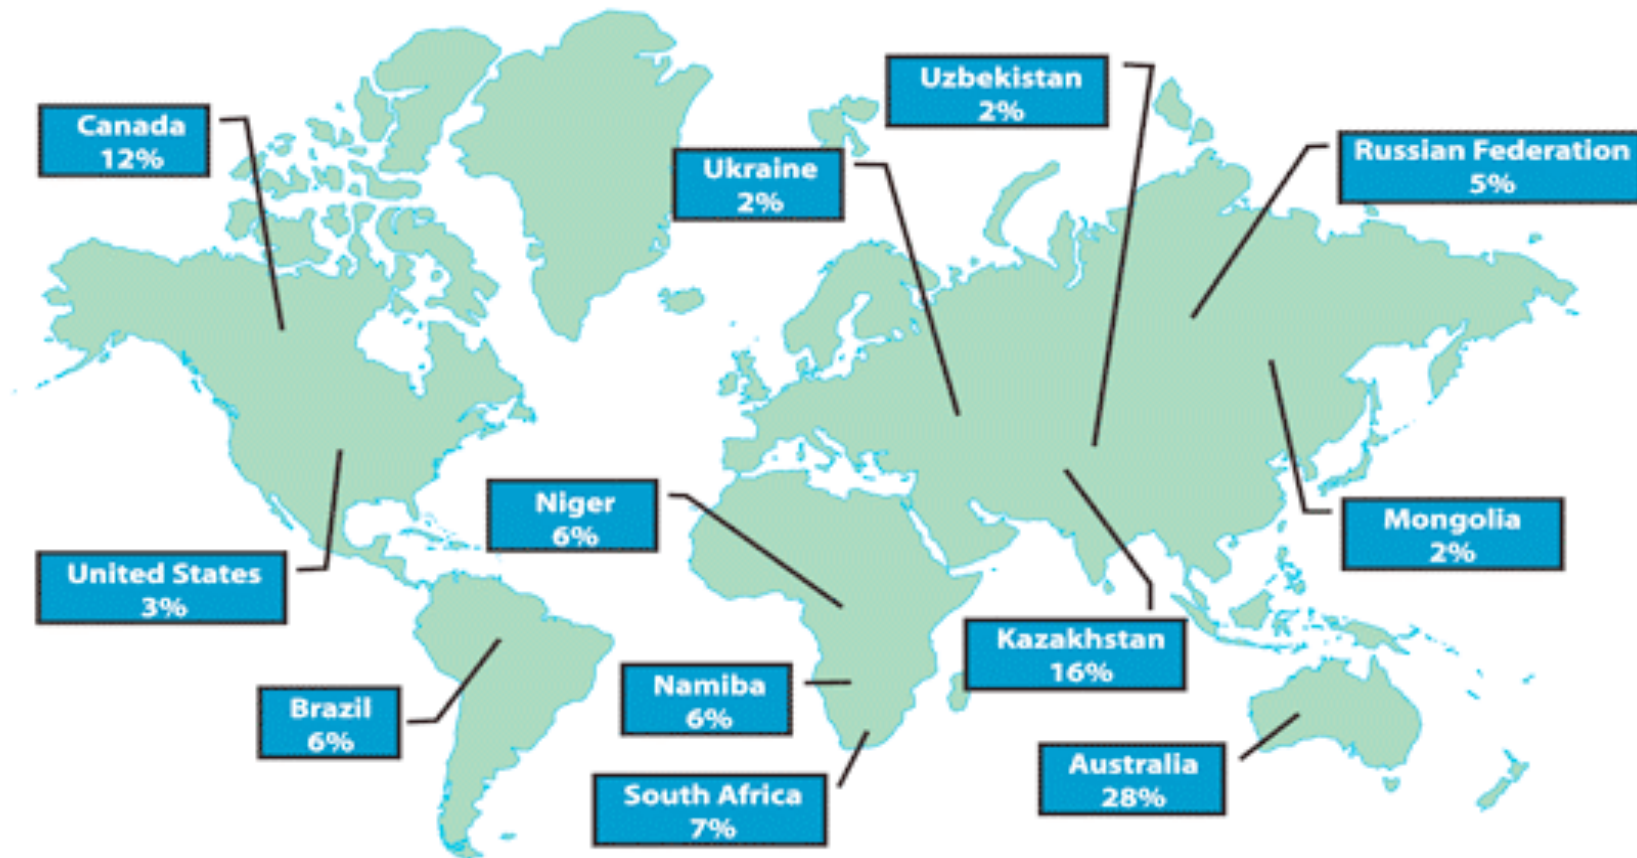 Uzbekistan
2%
Canada
12%
Russian Federation
5%
Ukraine
2%
Niger
6%
Mongolia
2%
United States
3%
Kazakhstan
16%
Namiba
6%
Brazil
6%
Australia
28%
South Africa
7%